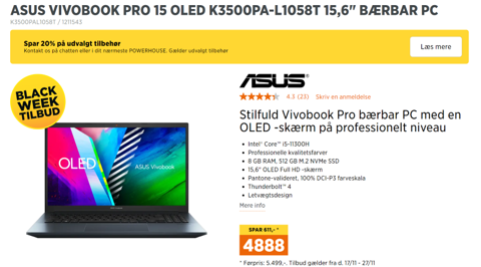 ASUS VIVOBOOK PRO 15 OLED K3500PA-L1058T 15,6" BÆRBAR PC
K3500PAL1058T / 1211543
Spar 20% på udvalgt tilbehør
Kontakt os på chatten eller i dit nærmeste POWERHOUSE. Gælder udvalgt tilbehør
Læs mere
BLACK
WEEK
TILBUD
OLED
ASUS Vivobook
ASUS
4.3 (23) Skriv en anmeldelse
Stilfuld Vivobook Pro bærbar PC med en
OLED -skærm på professionelt niveau
• Intel® Core™ i5-11300H
• Professionelle kvalitetsfarver
• 8 GB RAM, 512 GB M.2 NVMe SSD
• 15,6" OLED Full HD -skærm
• Pantone-valideret, 100% DCI-P3 farveskala
• Thunderbolt™ 4
• Letvægtsdesign
Mere info
SPAR 611,- *
4888
* Førpris: 5.499,-. Tilbud gælder fra d. 17/11 - 27/11